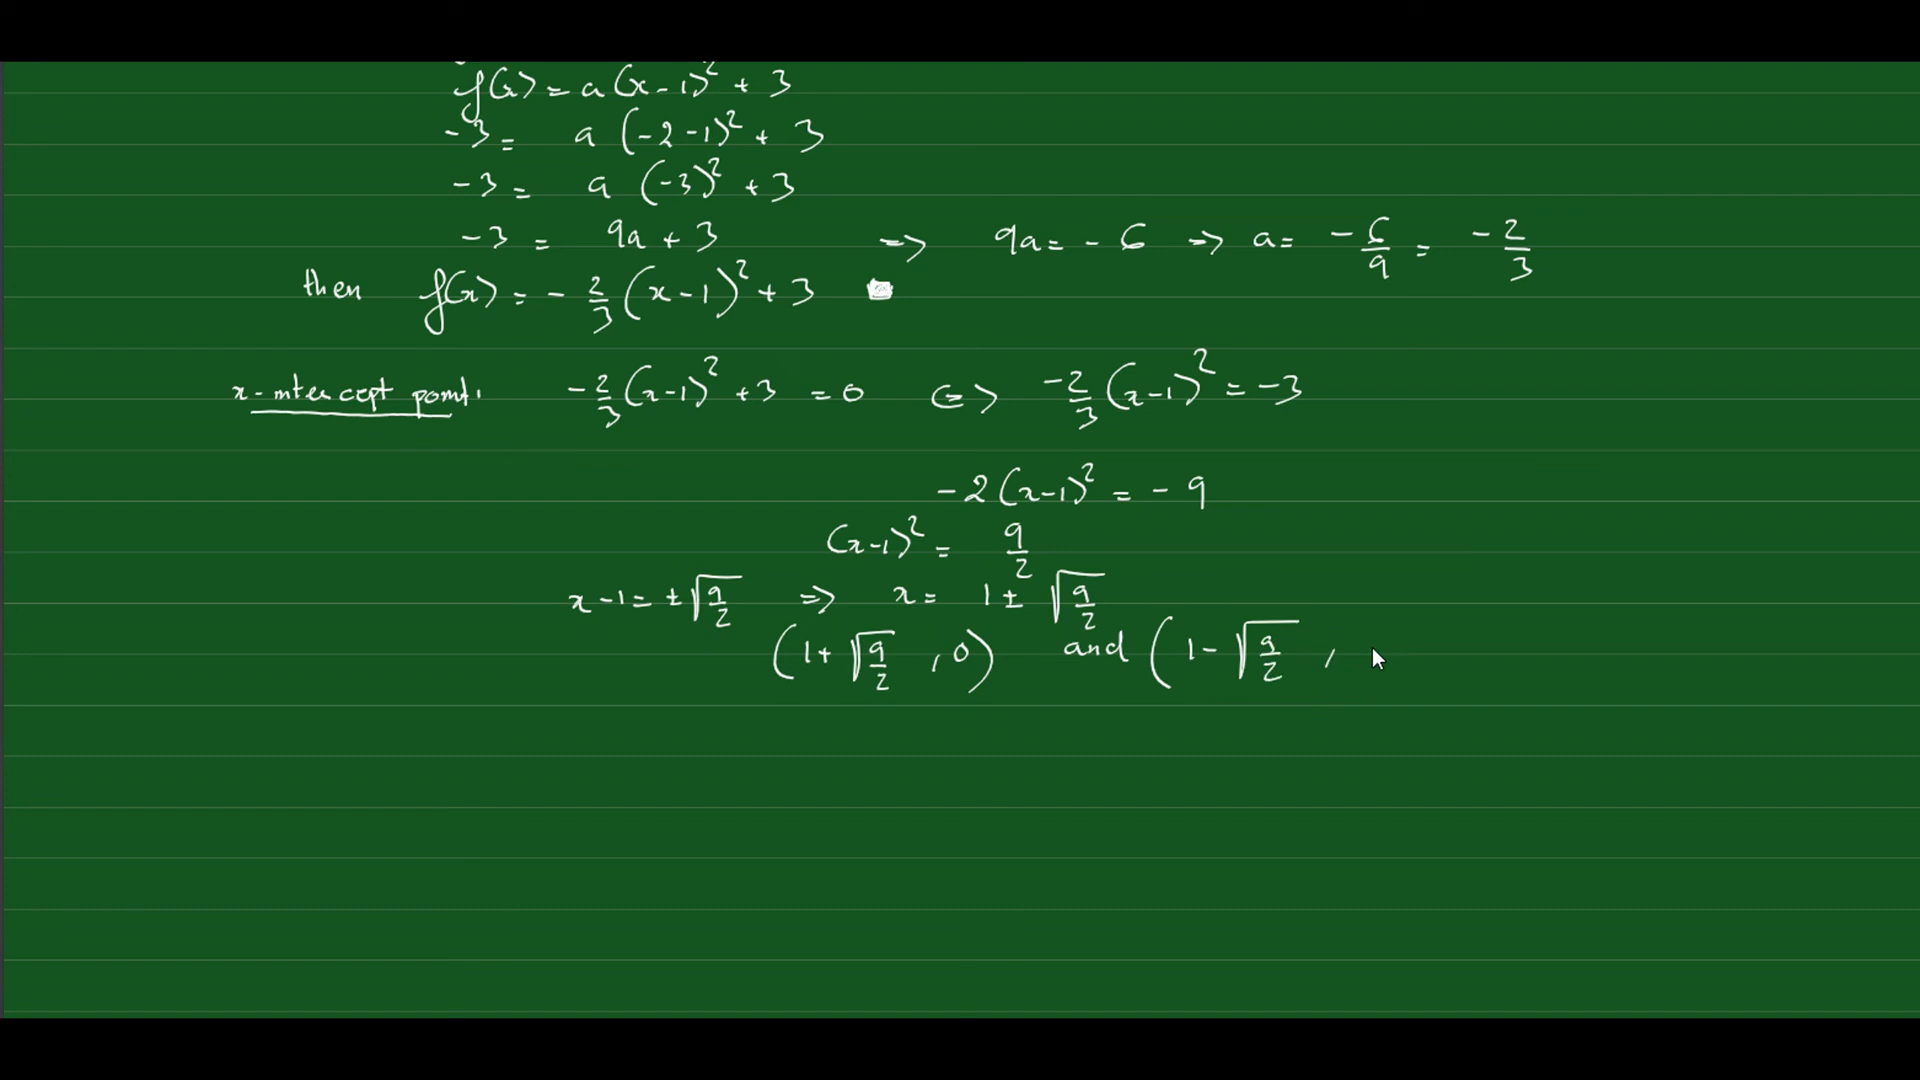 f(x) = a(x-1)² + 3
-3 = a (-2-1)² + 3
-3 = a (-3)² + 3
-3 = 9a + 3 => 9a = -6 => a = -6/9 = -2/3
then f(x) = -2/3 (x-1)² + 3
x-intercept point: -2/3 (x-1)² + 3 = 0 <=> -2/3 (x-1)² = -3
-2(x-1)² = -9
(x-1)² = 9/2
x-1 = ±√(9/2) => x = 1 ± √(9/2)
(1+√(9/2) , 0) and (1-√(9/2) ,